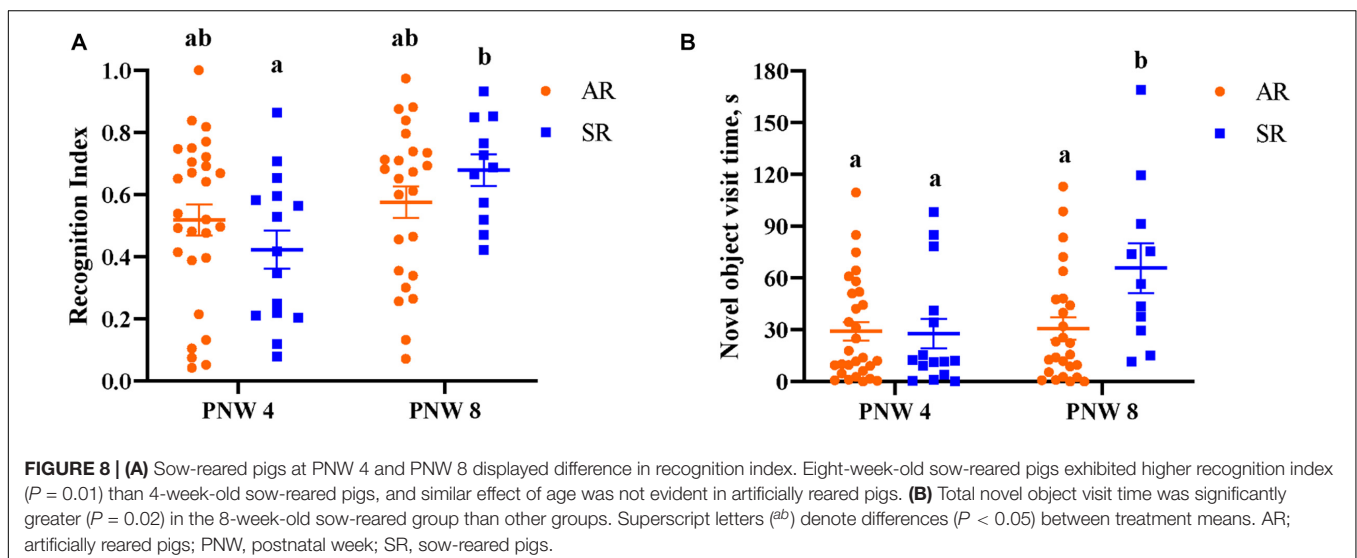 A
ab
a
ab
b
1.0
0.8
0.6
0.4
0.2
0.0
Recognition Index
PNW 4
PNW 8
AR
SR
B
a
a
a
b
180
150
120
90
60
30
0
Novel object visit time, s
PNW 4
PNW 8
AR
SR
FIGURE 8 | (A) Sow-reared pigs at PNW 4 and PNW 8 displayed difference in recognition index. Eight-week-old sow-reared pigs exhibited higher recognition index
(P = 0.01) than 4-week-old sow-reared pigs, and similar effect of age was not evident in artificially reared pigs. (B) Total novel object visit time was significantly
greater (P = 0.02) in the 8-week-old sow-reared group than other groups. Superscript letters (ab) denote differences (P < 0.05) between treatment means. AR;
artificially reared pigs; PNW, postnatal week; SR, sow-reared pigs.